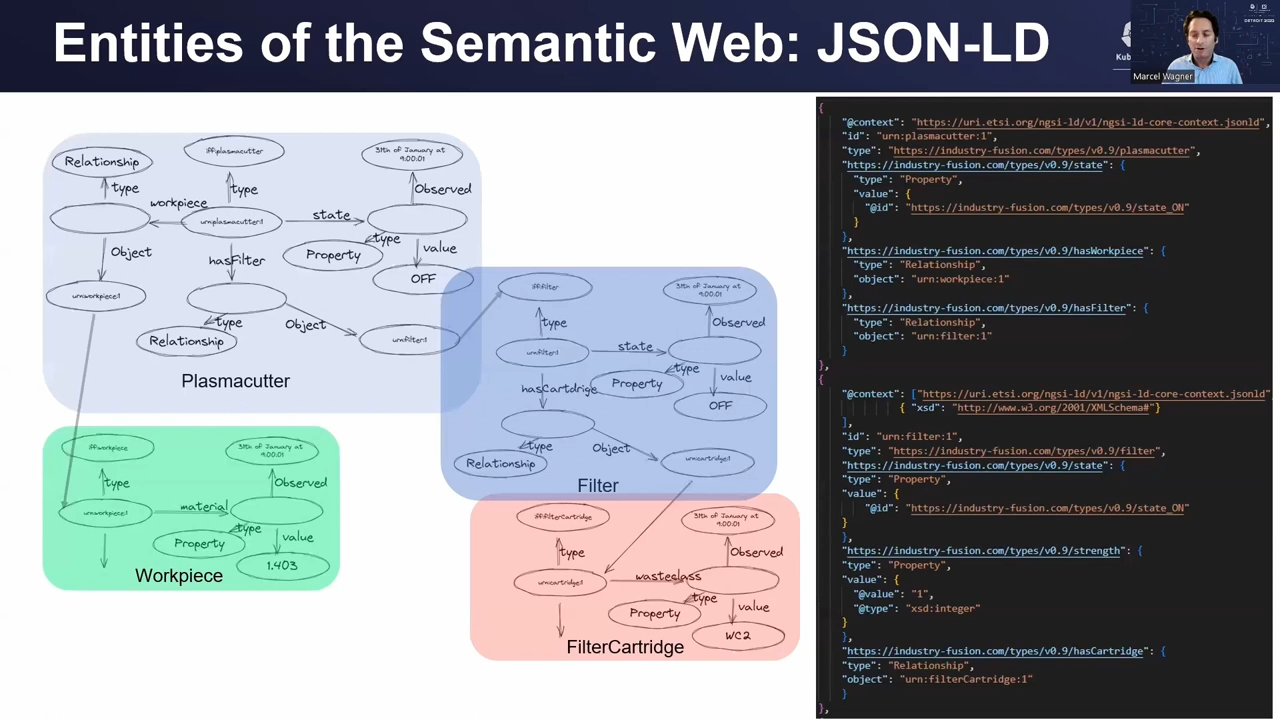 Entities of the Semantic Web: JSON-LD
DETROIT 2022
Marcel Wagner
Relationship
type
workpiece
Object
urn:workpiece:1
iff:plasmacutter
type
urn:plasmacutter:1
hasFilter
type
Relationship
Object
urn:filter:1
state
31th of January at
9:00:01
Observed
type
Property
value
OFF
Plasmacutter
iff:filter
type
urn:filter:1
hasCartdrige
type
Relationship
Object
urn:cartridge:1
state
31th of January at
9:00:01
Observed
type
Property
value
OFF
Filter
iff:workpiece
type
urn:workpiece:1
material
31th of January at
9:00:01
Observed
type
Property
value
1.403
Workpiece
iff:filterCartridge
type
urn:cartridge:1
wasteclass
31th of January at
9:00:01
Observed
type
Property
value
WC2
FilterCartridge
{
"@context": "https://uri.etsi.org/ngsi-ld/v1/ngsi-ld-core-context.jsonld",
"id": "urn:plasmacutter:1",
"type": "https://industry-fusion.com/types/v0.9/plasmacutter",
"https://industry-fusion.com/types/v0.9/state": {
"type": "Property",
"value": {
"@id": "https://industry-fusion.com/types/v0.9/state_ON"
}
},
"https://industry-fusion.com/types/v0.9/hasWorkpiece": {
"type": "Relationship",
"object": "urn:workpiece:1"
},
"https://industry-fusion.com/types/v0.9/hasFilter": {
"type": "Relationship",
"object": "urn:filter:1"
}
},
{
"@context": ["https://uri.etsi.org/ngsi-ld/v1/ngsi-ld-core-context.jsonld"
{ "xsd": "http://www.w3.org/2001/XMLSchema#"}
],
"id": "urn:filter:1",
"type": "https://industry-fusion.com/types/v0.9/filter",
"https://industry-fusion.com/types/v0.9/state": {
"type": "Property",
"value": {
"@id": "https://industry-fusion.com/types/v0.9/state_ON"
}
},
"https://industry-fusion.com/types/v0.9/strength": {
"type": "Property",
"value": {
"@value": "1",
"@type": "xsd:integer"
}
},
"https://industry-fusion.com/types/v0.9/hasCartridge": {
"type": "Relationship",
"object": "urn:filterCartridge:1"
}
},